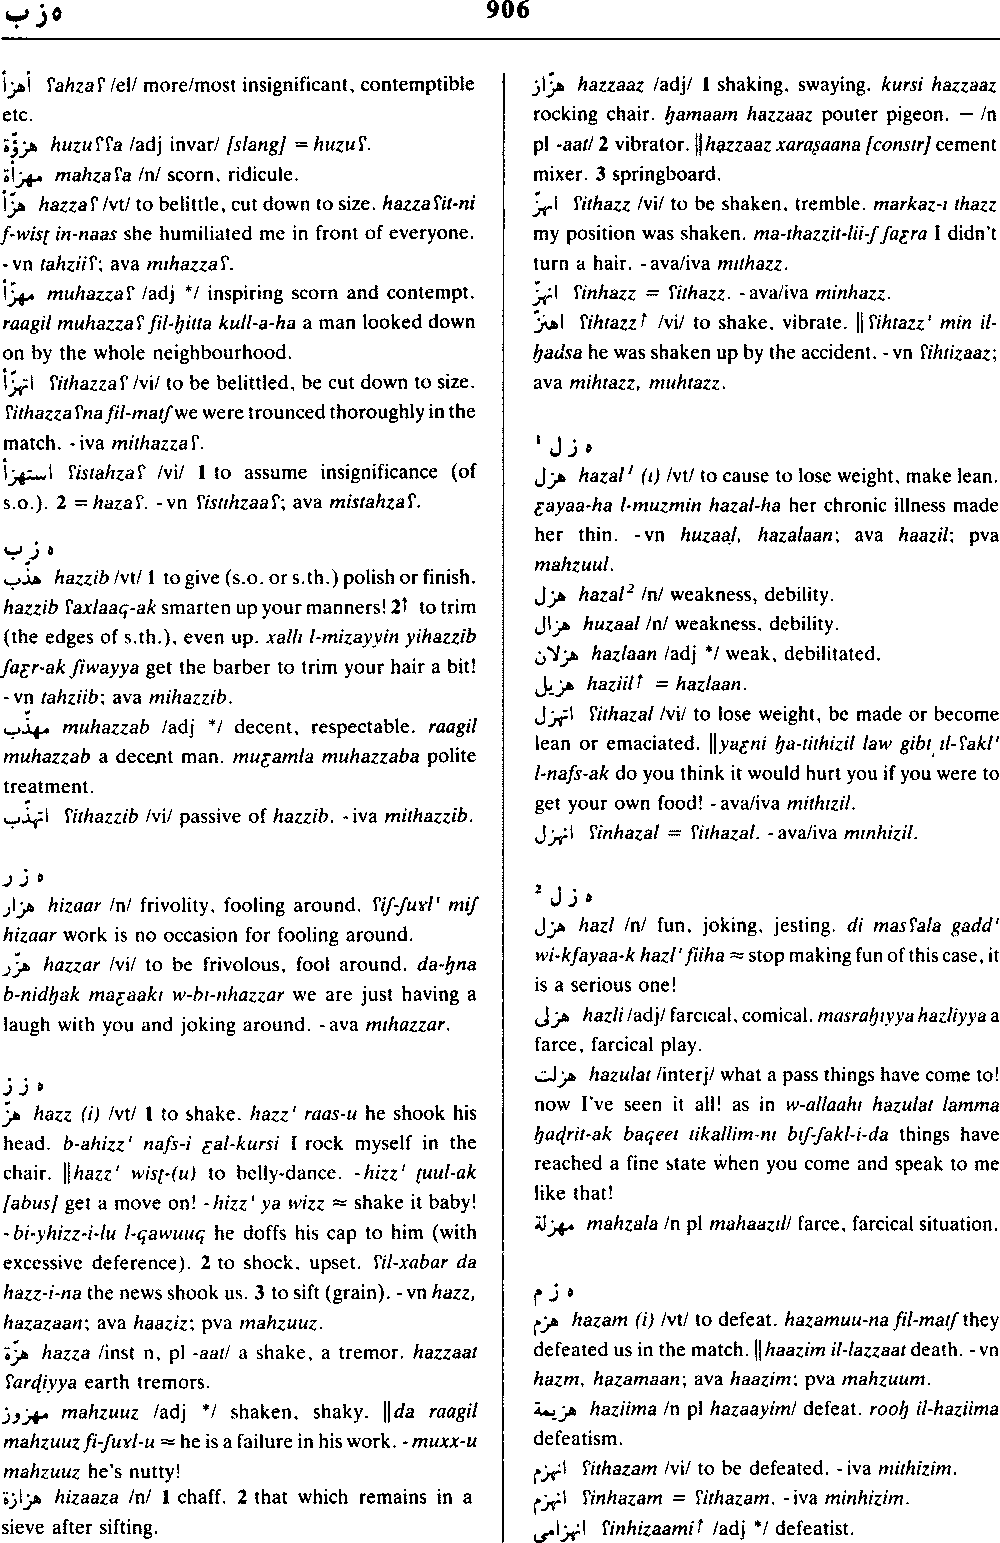 ه ز ب
906
أهزأ ʕahzaʕ /el/ more/most insignificant, contemptible
etc.
هزؤة huzuʕʕa /adj invar/ [slang] = huzuʕ.
مهزأة mahzaʕa /n/ scorn, ridicule.
هزّأ hazzaʕ /vt/ to belittle, cut down to size. hazzaʕit-ni
f-wisṭ in-naas she humiliated me in front of everyone.
-vn tahziiʕ; ava mihazzaʕ.
مهزّأ muhazzaʕ /adj */ inspiring scorn and contempt.
raagil muhazzaʕ fil-ḥitta kull-a-ha a man looked down
on by the whole neighbourhood.
اتهزّأ ʕithazzaʕ /vi/ to be belittled, be cut down to size.
ʕithazzaʕna fil-matʃ we were trounced thoroughly in the
match. -iva mithazzaʕ.
استهزأ ʕistahzaʕ /vi/ 1 to assume insignificance (of
s.o.). 2 = hazaʕ. -vn ʕistihzaaʕ; ava mistahzaʕ.
ه ز ب
هذّب hazzib /vt/ 1 to give (s.o. or s.th.) polish or finish.
hazzib ʕaxlaaq-ak smarten up your manners! 2↑ to trim
(the edges of s.th.), even up. xalli l-mizayyin yihazzib
ʃaƹr-ak ʃiwayya get the barber to trim your hair a bit!
-vn tahziib; ava mihazzib.
مهذّب muhazzab /adj */ decent, respectable. raagil
muhazzab a decent man. muƹamla muhazzaba polite
treatment.
اتهذّب ʕithazzib /vi/ passive of hazzib. -iva mithazzib.
ه ز ر
هزار hizaar /n/ frivolity, fooling around. ʕiʃ-ʃuɣl' miʃ
hizaar work is no occasion for fooling around.
هزّر hazzar /vi/ to be frivolous, fool around. da-ḥna
b-nidḥak maƹaaki w-bi-nhazzar we are just having a
laugh with you and joking around. -ava mihazzar.
ه ز ز
هزّ hazz (i) /vt/ 1 to shake. hazz' raas-u he shook his
head. b-ahizz' nafs-i ƹal-kursi I rock myself in the
chair. ‖hazz' wisṭ-(u) to belly-dance. -hizz' ṭuul-ak
[abus] get a move on! -hizz' ya wizz ≈ shake it baby!
-bi-yhizz-i-lu l-qawuuq he doffs his cap to him (with
excessive deference). 2 to shock, upset. ʕil-xabar da
hazz-i-na the news shook us. 3 to sift (grain). -vn hazz,
hazazaan; ava haaziz; pva mahzuuz.
هزّة hazza /inst n, pl -aat/ a shake, a tremor. hazzaat
ʕarḍiyya earth tremors.
مهزوز mahzuuz /adj */ shaken, shaky. ‖da raagil
mahzuuz fi-ʃuɣl-u ≈ he is a failure in his work. -muxx-u
mahzuuz he's nutty!
هزازة hizaaza /n/ 1 chaff. 2 that which remains in a
sieve after sifting.
هزّاز hazzaaz /adj/ 1 shaking, swaying. kursi hazzaaz
rocking chair. ḥamaam hazzaaz pouter pigeon. — /n
pl -aat/ 2 vibrator. ‖hazzaaz xaraṣaana [constr] cement
mixer. 3 springboard.
اتهزّ ʕithazz /vi/ to be shaken, tremble. markaz-i thazz
my position was shaken. ma-thazzit-lii-ʃ ʃaƹra I didn't
turn a hair. -ava/iva mithazz.
انهزّ ʕinhazz = ʕithazz. -ava/iva minhazz.
اهتزّ ʕihtazz↑ /vi/ to shake, vibrate. ‖ʕihtazz' min il-
ḥadsa he was shaken up by the accident. -vn ʕihtizaaz;
ava mihtazz, muhtazz.
ه ز ل ¹
هزل hazal¹ (i) /vt/ to cause to lose weight, make lean.
ƹayaa-ha l-muzmin hazal-ha her chronic illness made
her thin. -vn huzaal, hazalaan; ava haazil; pva
mahzuul.
هزل hazal² /n/ weakness, debility.
هزال huzaal /n/ weakness, debility.
هزلان hazlaan /adj */ weak, debilitated.
هزيل haziil↑ = hazlaan.
اتهزل ʕithazal /vi/ to lose weight, be made or become
lean or emaciated. ‖yaƹni ḥa-tithizil law gibt il-ʕakl'
l-nafs-ak do you think it would hurt you if you were to
get your own food! -ava/iva mithizil.
انهزل ʕinhazal = ʕithazal. -ava/iva minhizil.
ه ز ل ²
هزل hazl /n/ fun, joking, jesting. di masʕala gadd'
wi-kfayaa-k hazl' fiiha ≈ stop making fun of this case, it
is a serious one!
هزلي hazli /adj/ farcical, comical. masraḥiyya hazliyya a
farce, farcical play.
هزلت hazulat /interj/ what a pass things have come to!
now I've seen it all! as in w-allaahi hazulat lamma
ḥaḍrit-ak baqeet tikallim-ni biʃ-ʃakl-i-da things have
reached a fine state when you come and speak to me
like that!
مهزلة mahzala /n pl mahaazil/ farce, farcical situation.
ه ز م
هزم hazam (i) /vt/ to defeat. hazamuu-na fil-matʃ they
defeated us in the match. ‖haazim il-lazzaat death. -vn
hazm, hazamaan; ava haazim; pva mahzuum.
هزيمة haziima /n pl hazaayim/ defeat. rooḥ il-haziima
defeatism.
اتهزم ʕithazam /vi/ to be defeated. -iva mithizim.
انهزم ʕinhazam = ʕithazam. -iva minhizim.
انهزامي ʕinhizaami↑ /adj */ defeatist.